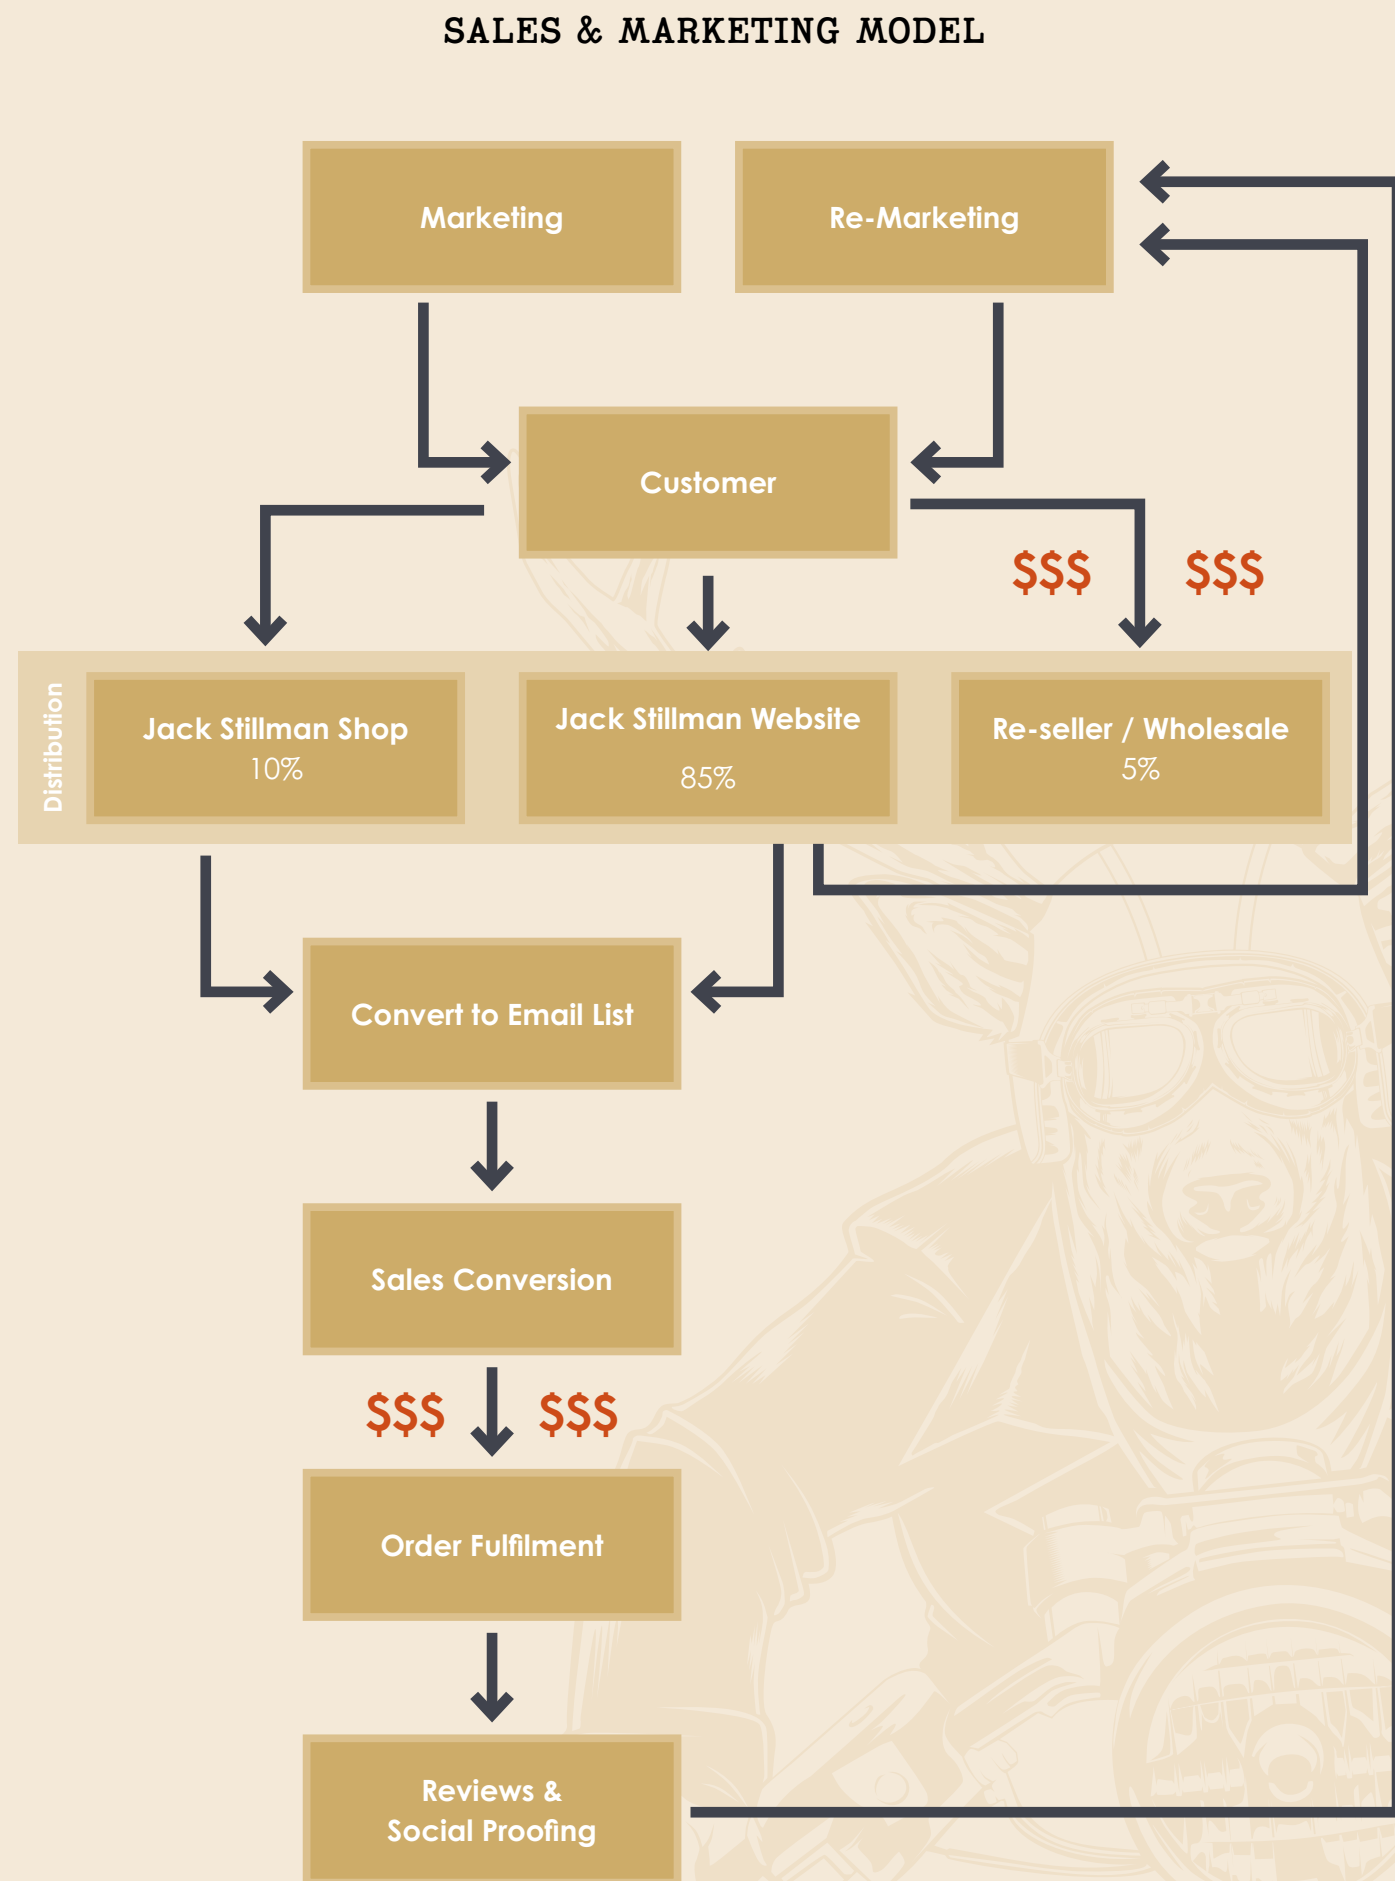 SALES & MARKETING MODEL
Marketing
Re-Marketing
Customer
$$$ $$$
Distribution
Jack Stillman Shop
10%
Jack Stillman Website
85%
Re-seller / Wholesale
5%
Convert to Email List
Sales Conversion
$$$ $$$
Order Fulfilment
Reviews &
Social Proofing